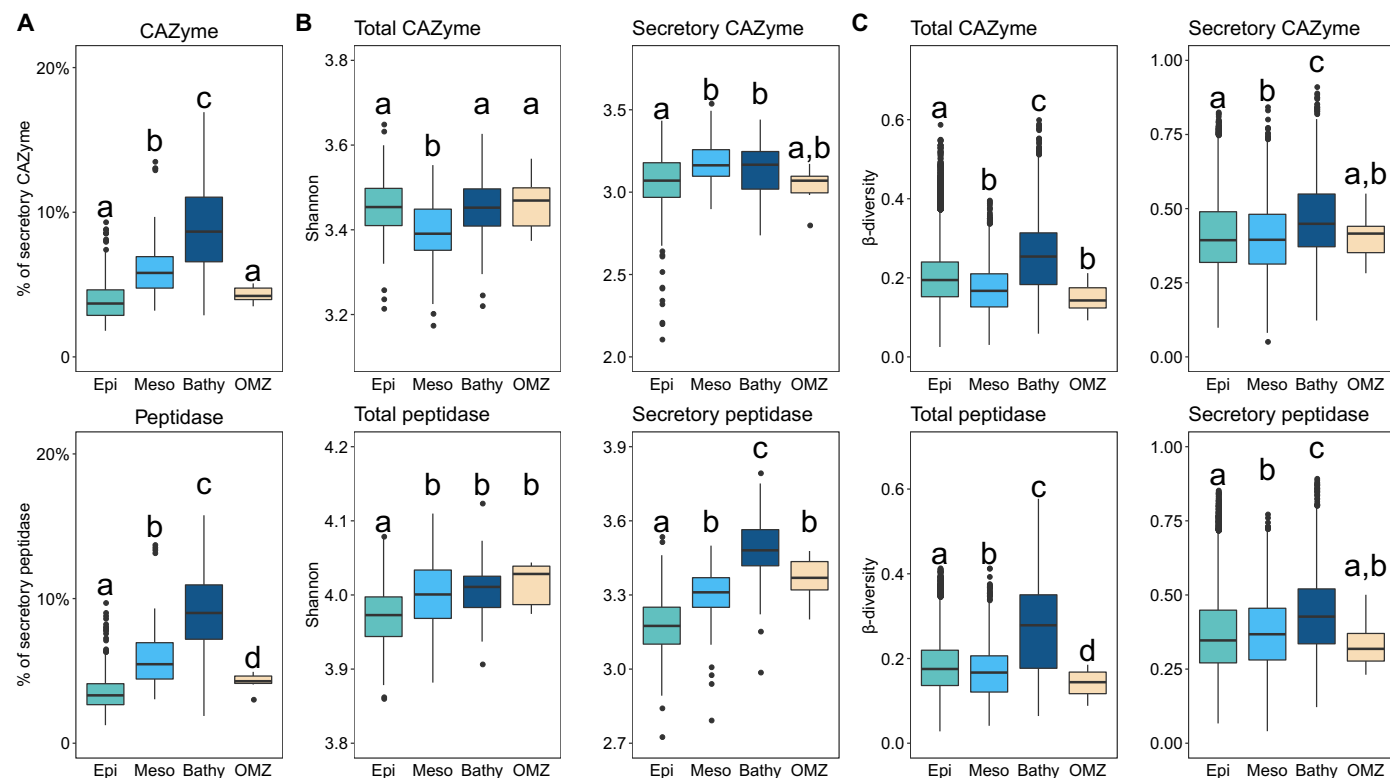 A
CAZyme
% of secretory CAZyme
20%
10%
0
a
b
c
a
Epi Meso Bathy OMZ
B
Total CAZyme
Shannon
3.8
3.6
3.4
3.2
a
b
a
a
Epi Meso Bathy OMZ
Secretory CAZyme
3.5
3.0
2.5
2.0
a
b
b
a,b
Epi Meso Bathy OMZ
C
Total CAZyme
β-diversity
0.6
0.4
0.2
0.00
a
b
c
b
Epi Meso Bathy OMZ
Secretory CAZyme
1.00
0.75
0.50
0.25
0.00
a
b
c
a,b
Epi Meso Bathy OMZ
Peptidase
% of secretory peptidase
20%
10%
0
a
b
c
d
Epi Meso Bathy OMZ
Total peptidase
Shannon
4.2
4.1
4.0
3.9
3.8
a
b
b
b
Epi Meso Bathy OMZ
Secretory peptidase
3.9
3.6
3.3
3.0
2.7
a
b
c
b
Epi Meso Bathy OMZ
Total peptidase
β-diversity
0.6
0.4
0.2
0.00
a
b
c
d
Epi Meso Bathy OMZ
Secretory peptidase
1.00
0.75
0.50
0.25
0.00
a
b
c
a,b
Epi Meso Bathy OMZ